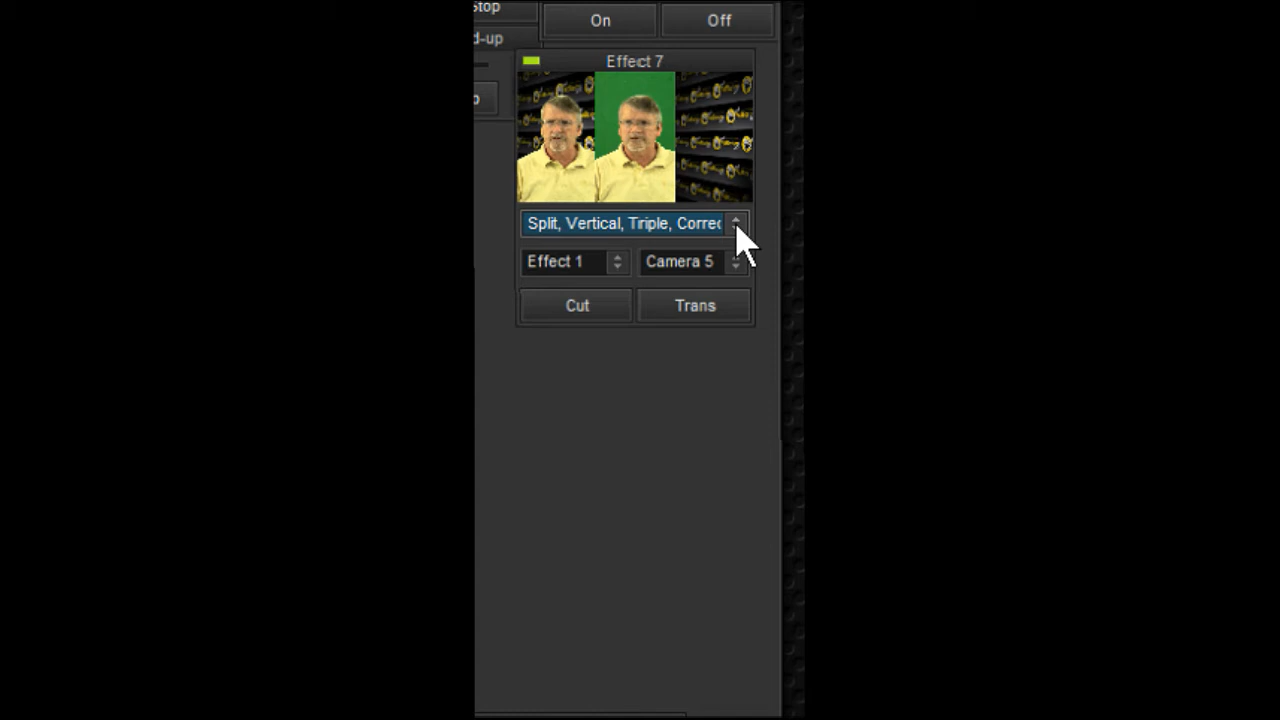 Stop
On
Off
d-up
Effect 7
Split, Vertical, Triple, Correc
Effect 1
Camera 5
Cut
Trans